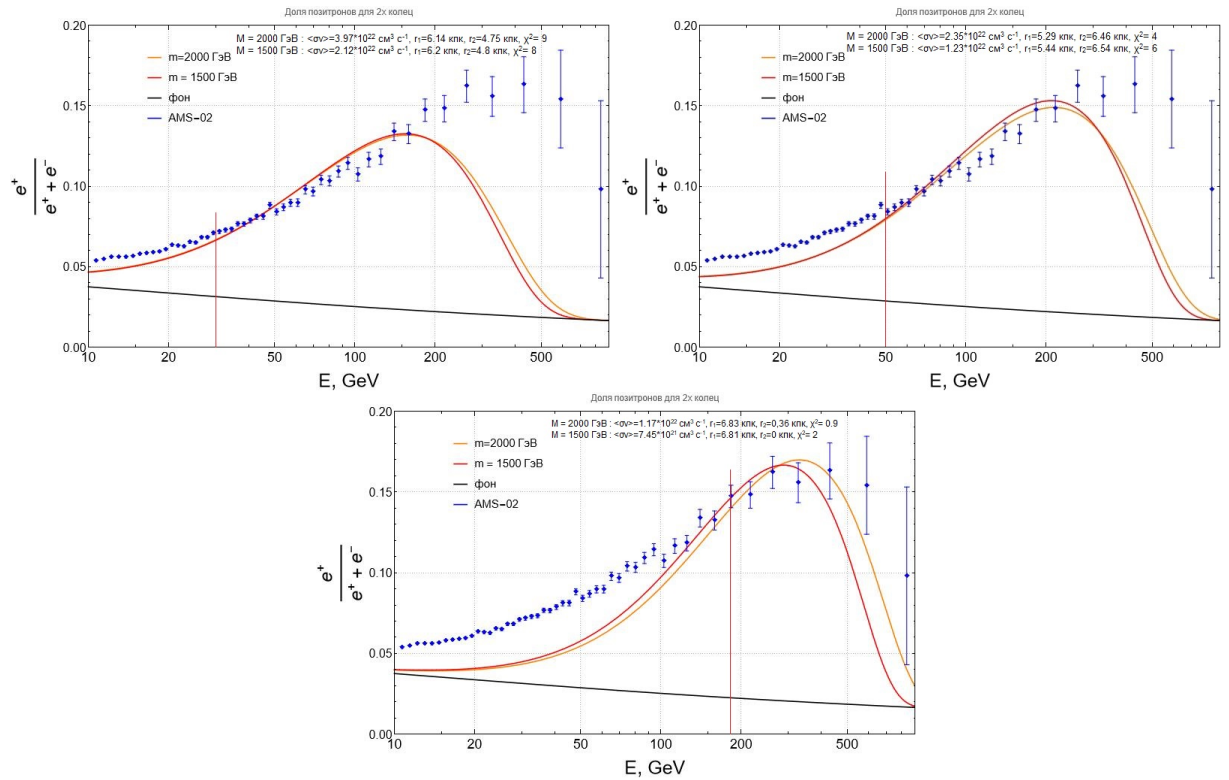 Доля позитронов для 2х колец
M = 2000 ГэВ : <σv>=3.97*10²² см³ с⁻¹, r₁=6.14 кпк, r₂=4.75 кпк, χ²= 9
M = 1500 ГэВ : <σv>=2.12*10²² см³ с⁻¹, r₁=6.2 кпк, r₂=4.8 кпк, χ²= 8
m=2000 ГэВ
m = 1500 ГэВ
фон
AMS−02
e⁺
e⁺ + e⁻
0.20
0.15
0.10
0.05
0.00
10 20 50 100 200 500
E, GeV
Доля позитронов для 2х колец
M = 2000 ГэВ : <σv>=2.35*10²² см³ с⁻¹, r₁=5.29 кпк, r₂=6.46 кпк, χ²= 4
M = 1500 ГэВ : <σv>=1.23*10²² см³ с⁻¹, r₁=5.44 кпк, r₂=6.54 кпк, χ²= 6
m=2000 ГэВ
m=1500 ГэВ
фон
AMS−02
e⁺
e⁺ + e⁻
0.20
0.15
0.10
0.05
0.00
10 20 50 100 200 500
E, GeV
Доля позитронов для 2х колец
M = 2000 ГэВ : <σv>=1.17*10²² см³ с⁻¹, r₁=6.83 кпк, r₂=0,36 кпк, χ²= 0.9
M = 1500 ГэВ : <σv>=7.45*10²¹ см³ с⁻¹, r₁=6.81 кпк, r₂=0 кпк, χ²= 2
m=2000 ГэВ
m = 1500 ГэВ
фон
AMS−02
e⁺
e⁺ + e⁻
0.20
0.15
0.10
0.05
0.00
10 20 50 100 200 500
E, GeV